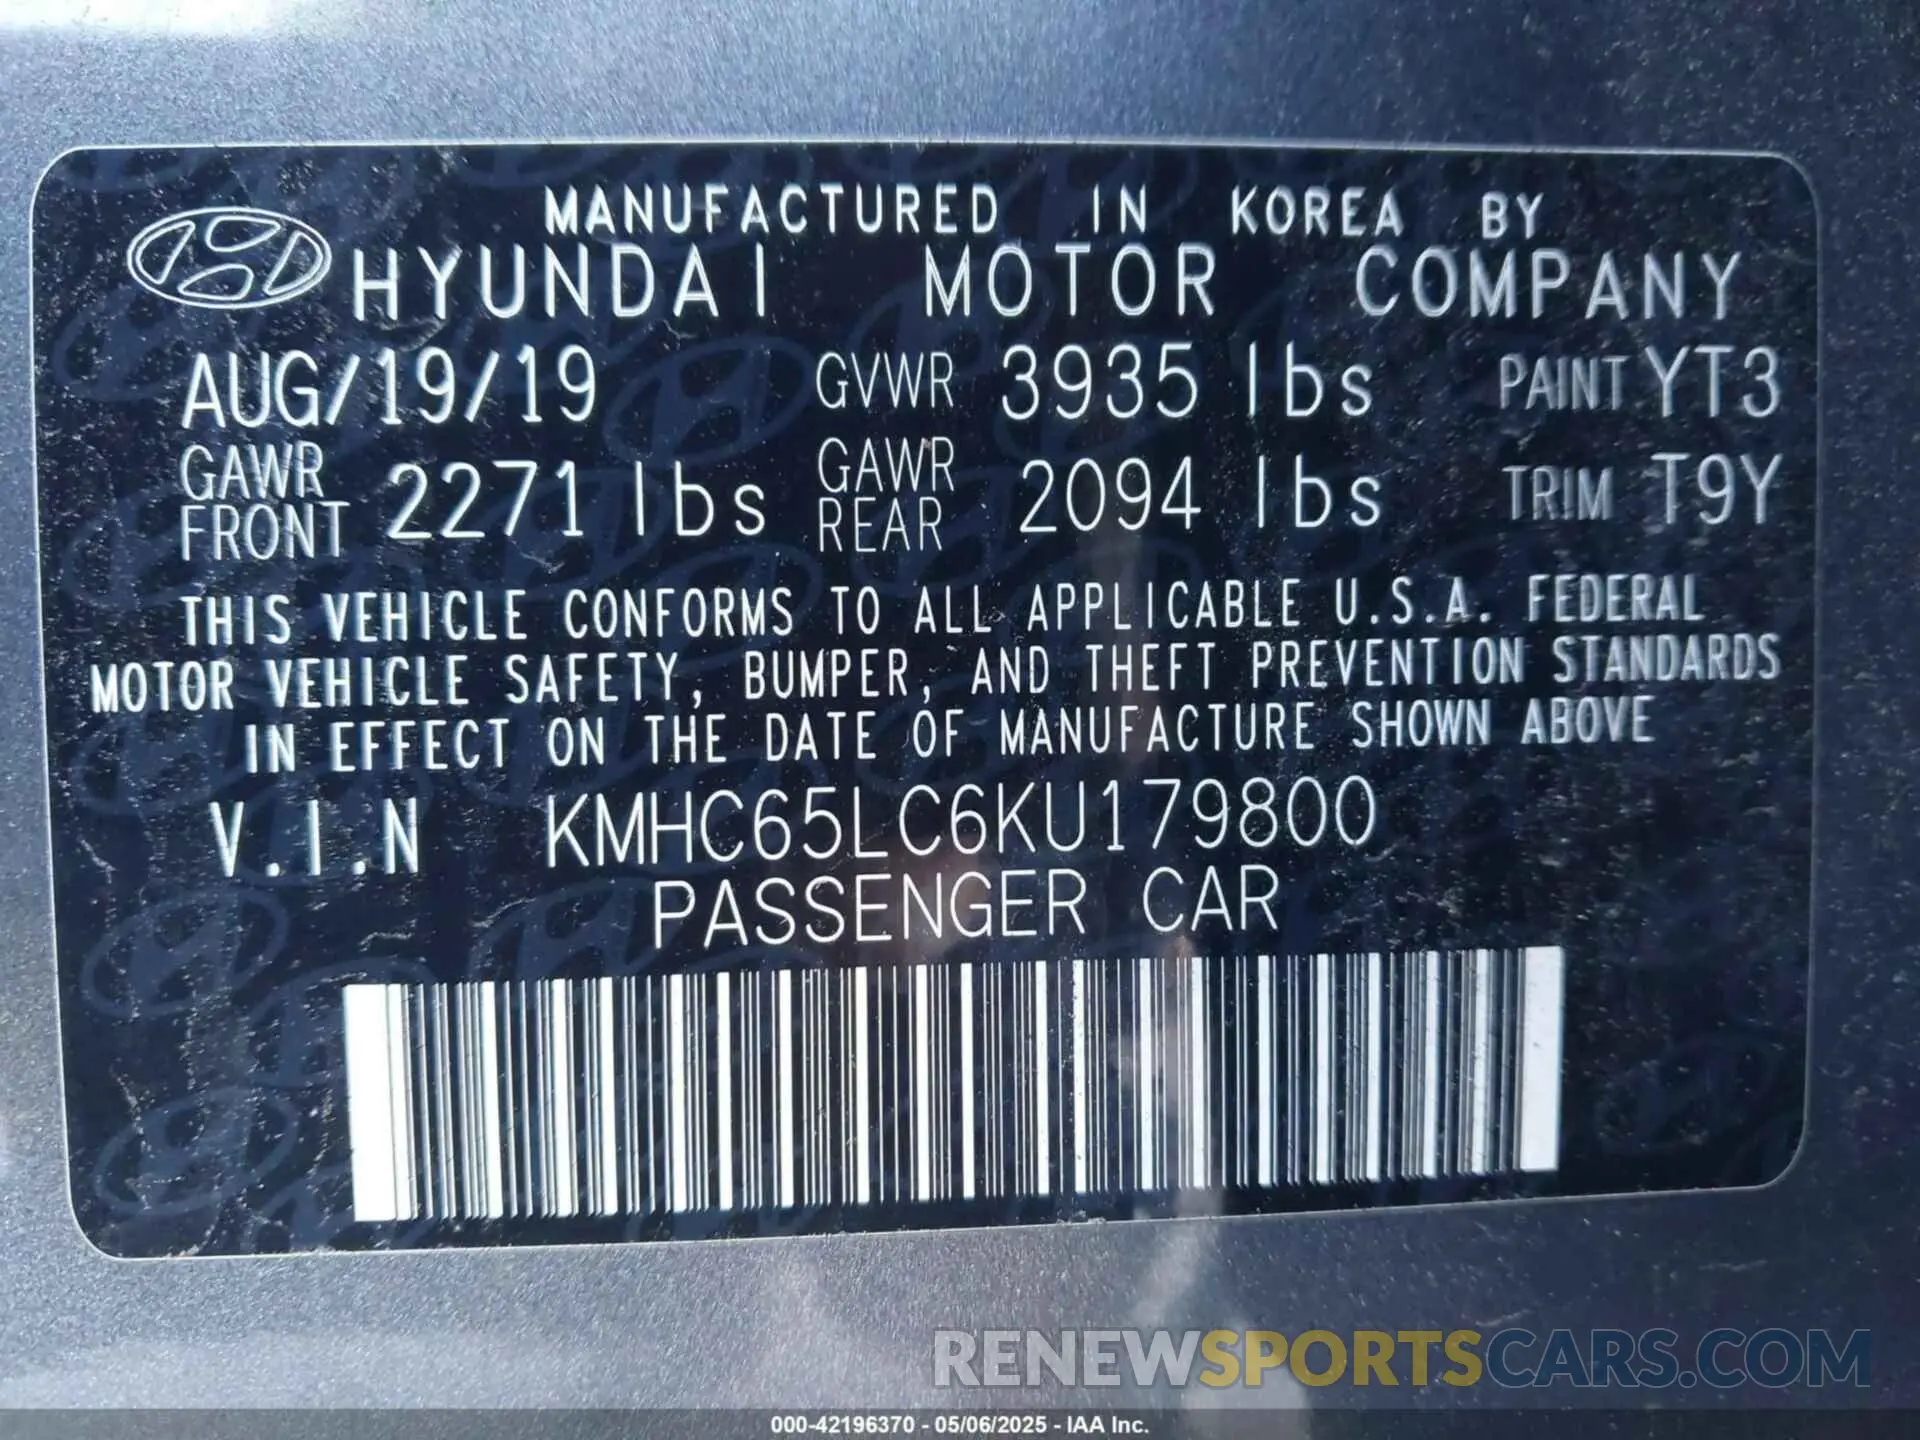 MANUFACTURED IN KOREA BY
HYUNDAI MOTOR COMPANY
AUG/19/19 GVWR 3935 lbs PAINT YT3
GAWR FRONT 2271 lbs GAWR REAR 2094 lbs TRIM T9Y
THIS VEHICLE CONFORMS TO ALL APPLICABLE U.S.A. FEDERAL
MOTOR VEHICLE SAFETY, BUMPER, AND THEFT PREVENTION STANDARDS
IN EFFECT ON THE DATE OF MANUFACTURE SHOWN ABOVE
V.I.N KMHC65LC6KU179800
PASSENGER CAR
RENEWSPORTSCARS.COM
000-42196370 - 05/06/2025 - IAA Inc.